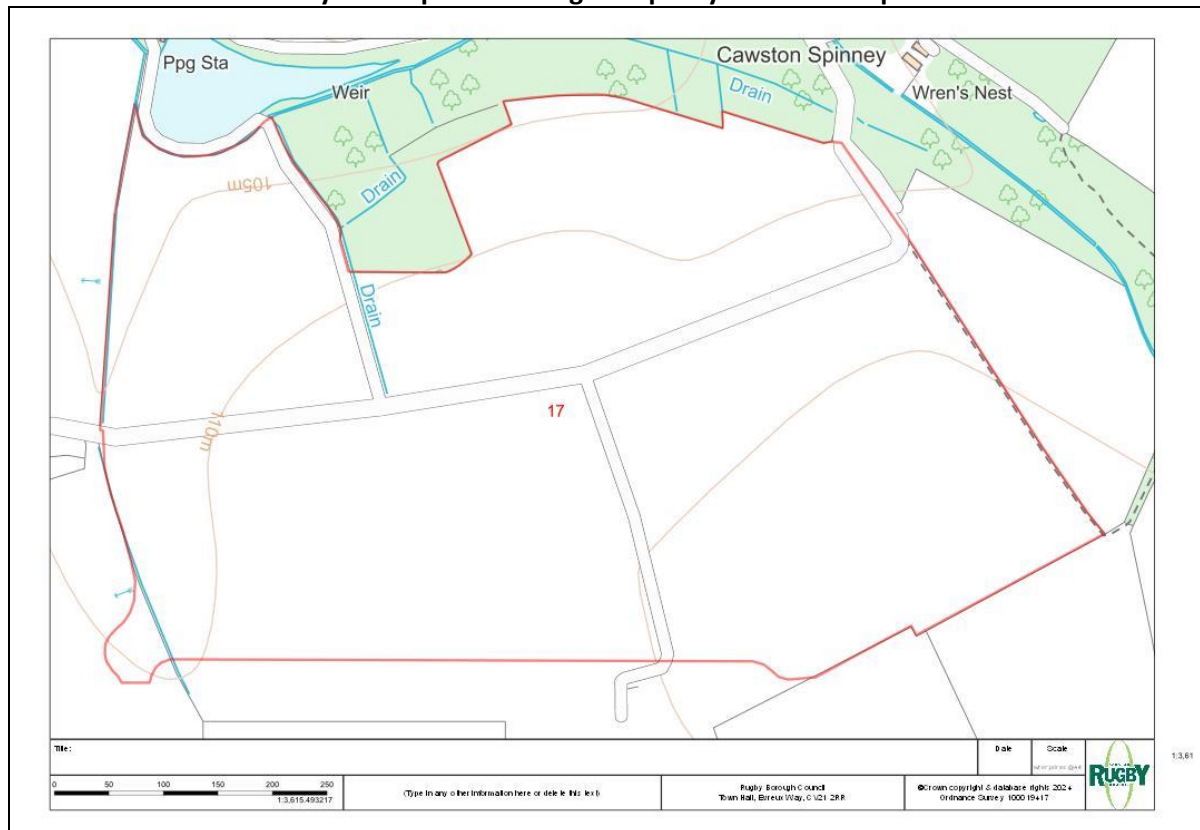 Ppg Sta
Weir
Cawston Spinney
Wren's Nest
Drain
Drain
105m
Drain
110m
17
Title:
Date
Scale
0 50 100 150 200 250
1:3,615.493217
(Type in any other information here or delete this text)
Rugby Borough Council
Town Hall, Evreux Way, CV21 2RR
©Crown copyright & database rights 2024
Ordnance Survey 100019417
RUGBY
1:3,61